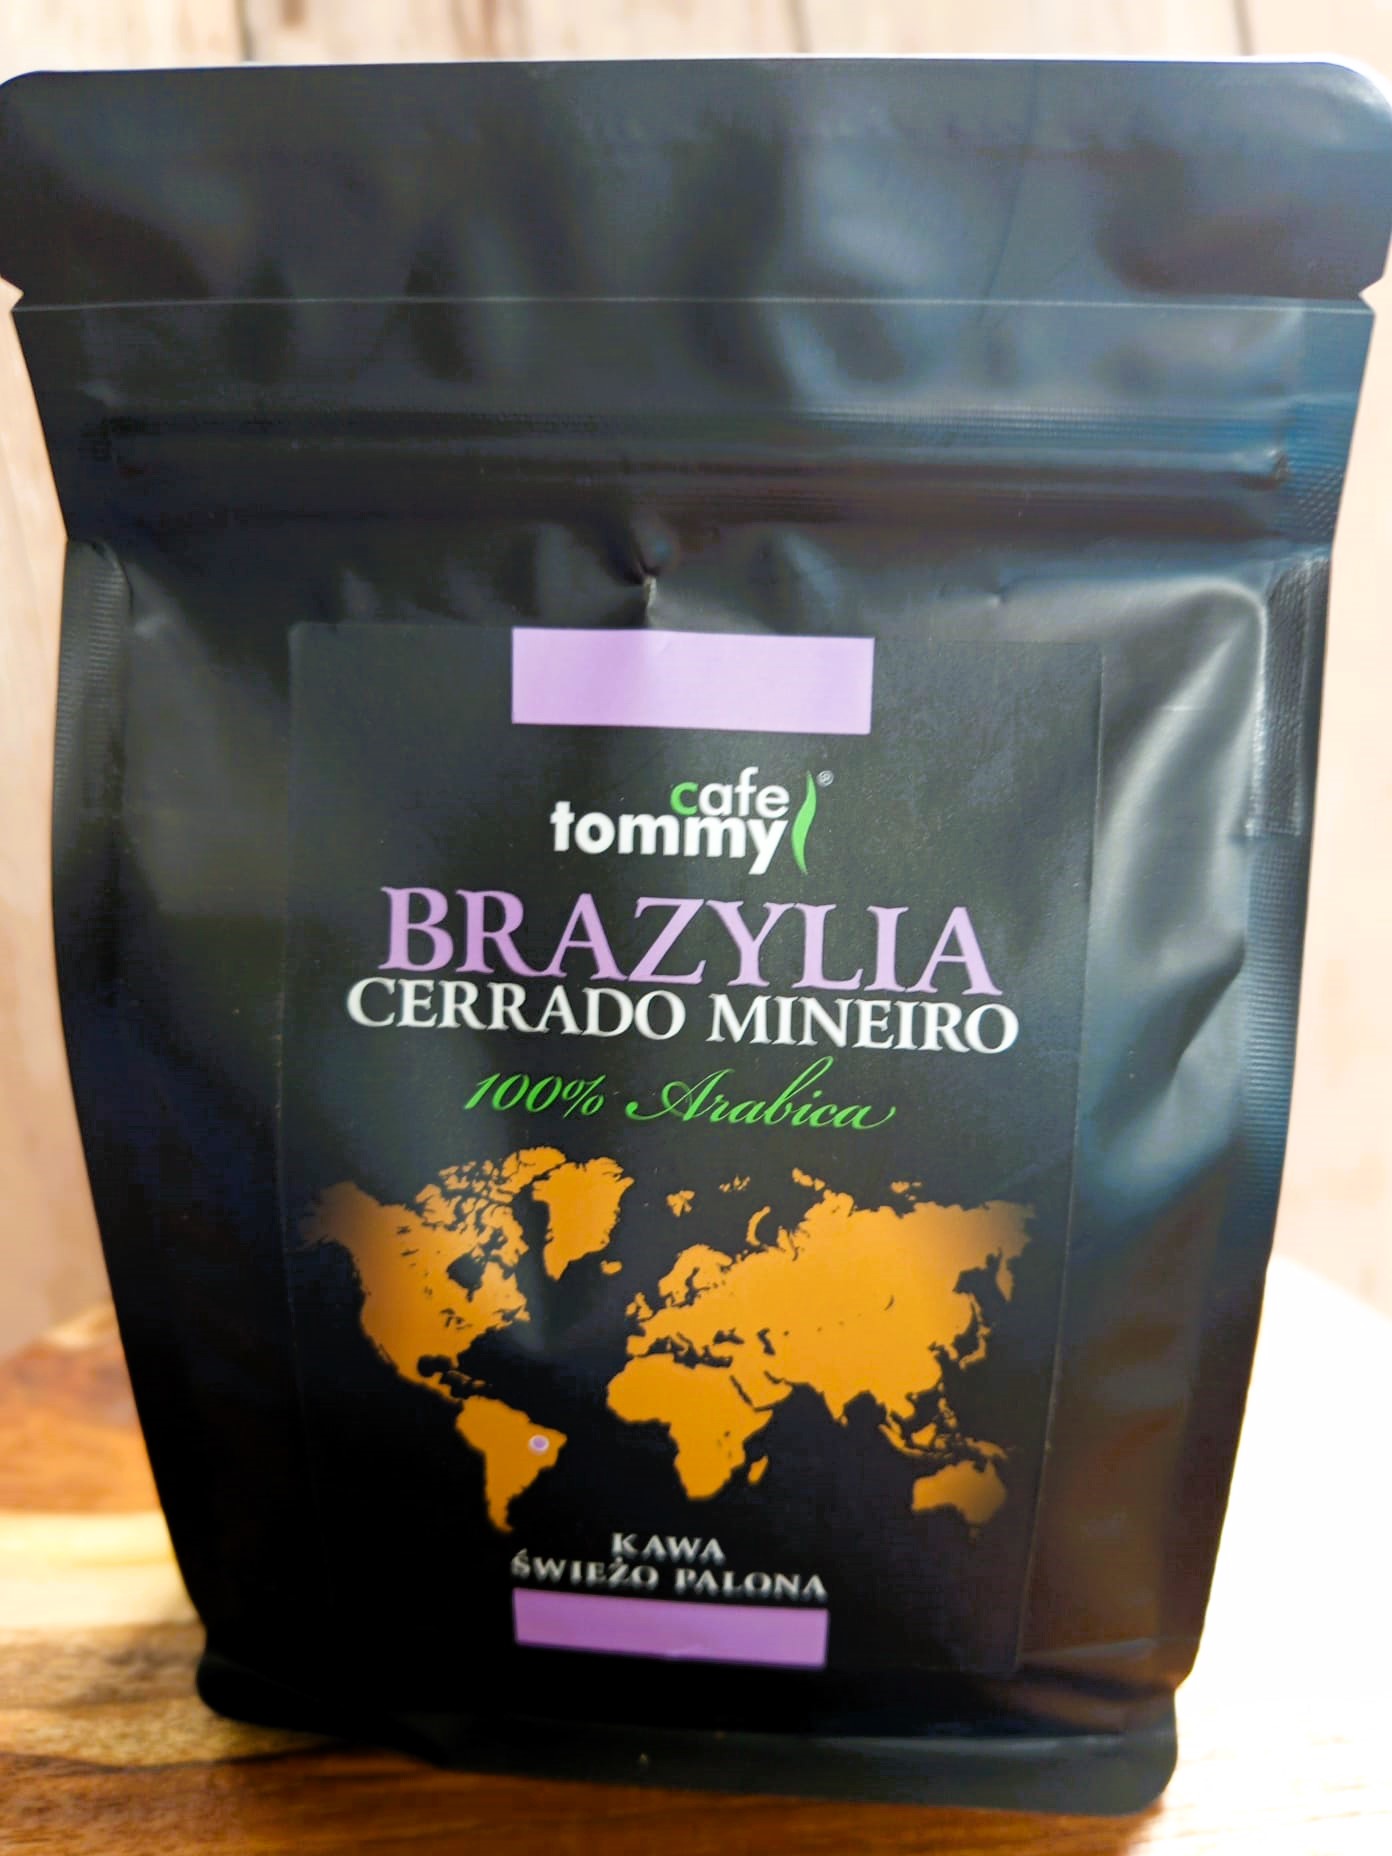 cafe
tommy®
BRAZYLIA
CERRADO MINEIRO
100% Arabica
KAWA
ŚWIEŻO PALONA